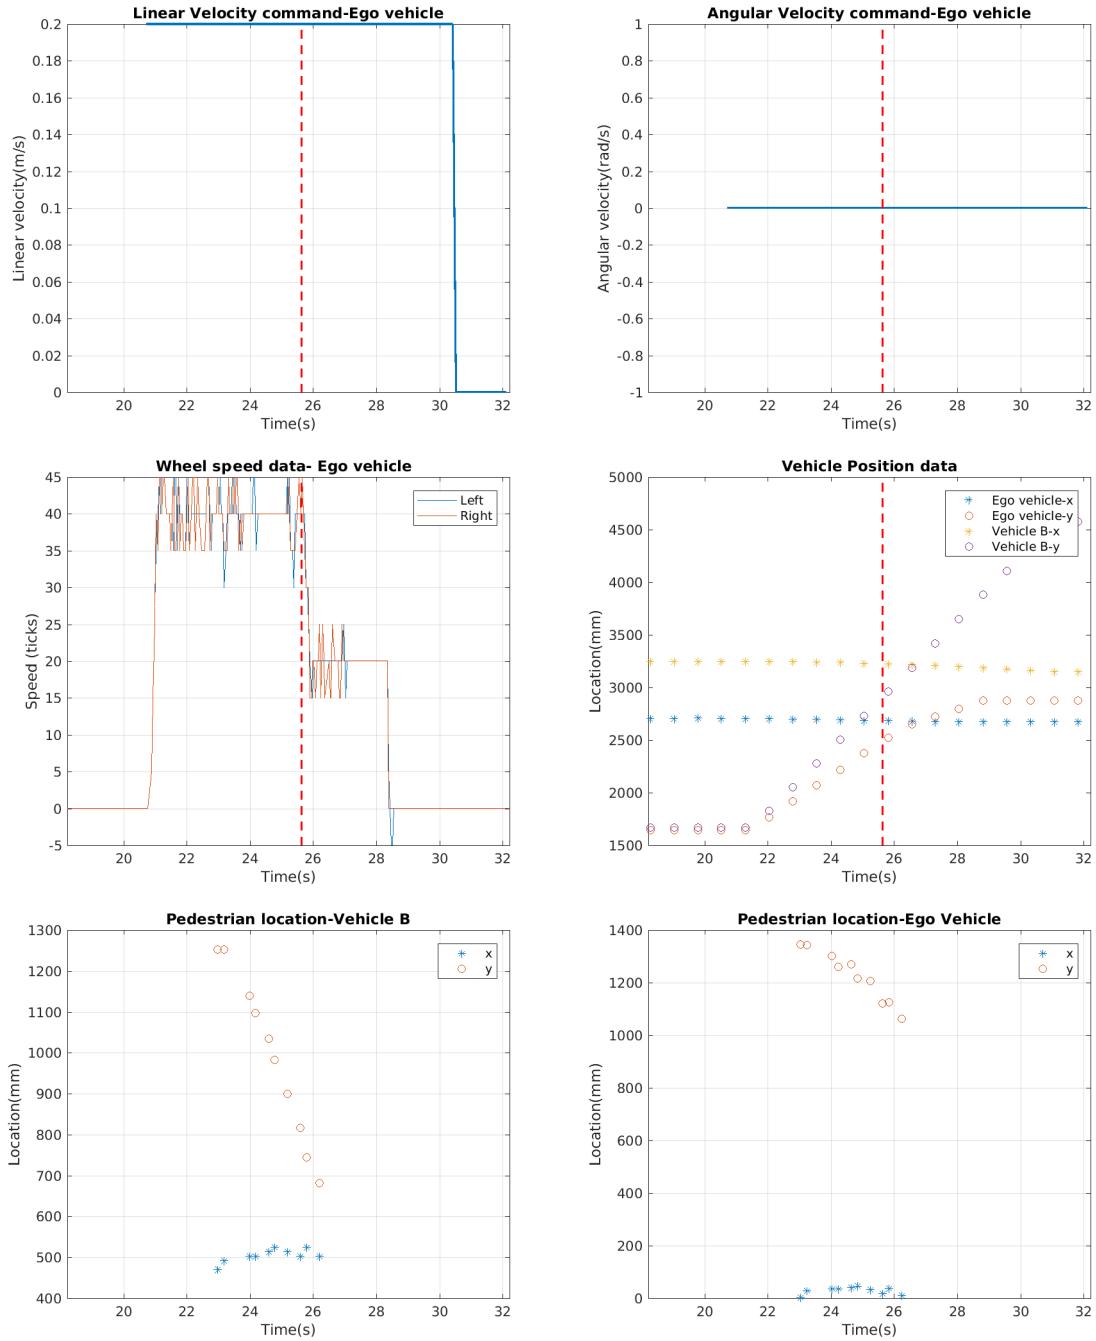 Linear Velocity command-Ego vehicle
0.2
0.18
0.16
0.14
0.12
0.1
0.08
0.06
0.04
0.02
0
Linear velocity(m/s)
20 22 24 26 28 30 32
Time(s)
Angular Velocity command-Ego vehicle
1
0.8
0.6
0.4
0.2
0
-0.2
-0.4
-0.6
-0.8
-1
Angular velocity(rad/s)
20 22 24 26 28 30 32
Time(s)
Wheel speed data- Ego vehicle
45
40
35
30
25
20
15
10
5
0
-5
Speed (ticks)
Left
Right
20 22 24 26 28 30 32
Time(s)
Vehicle Position data
5000
4500
4000
3500
3000
2500
2000
1500
Location(mm)
Ego vehicle-x
Ego vehicle-y
Vehicle B-x
Vehicle B-y
20 22 24 26 28 30 32
Time(s)
Pedestrian location-Vehicle B
1300
1200
1100
1000
900
800
700
600
500
400
Location(mm)
x
y
20 22 24 26 28 30 32
Time(s)
Pedestrian location-Ego Vehicle
1400
1200
1000
800
600
400
200
0
Location(mm)
x
y
20 22 24 26 28 30 32
Time(s)